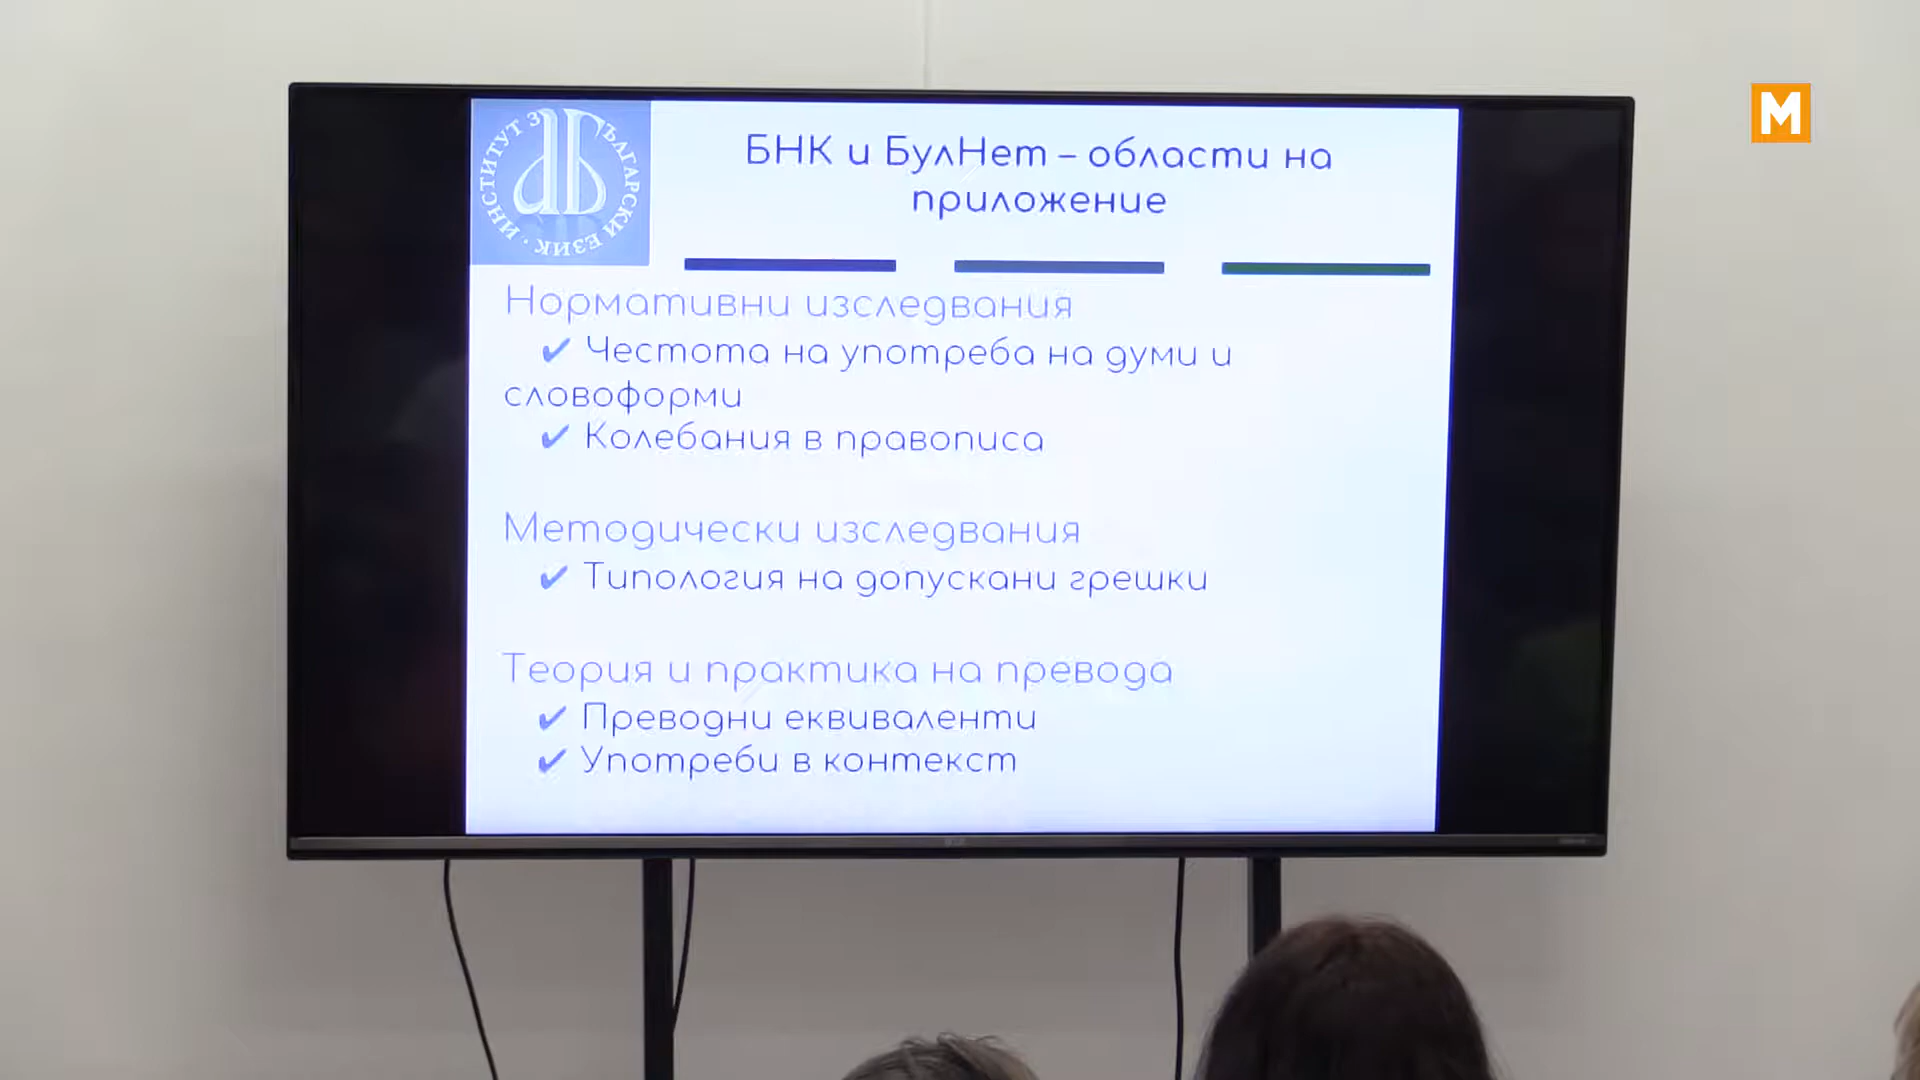 M
ИНСТИТУТ ЗА БЪЛГАРСКИ ЕЗИК
БНК и БулНет – области на
приложение
Нормативни изследвания
✔ Честота на употреба на думи и
словоформи
✔ Колебания в правописа
Методически изследвания
✔ Типология на допускани грешки
Теория и практика на превода
✔ Преводни еквиваленти
✔ Употреби в контекст